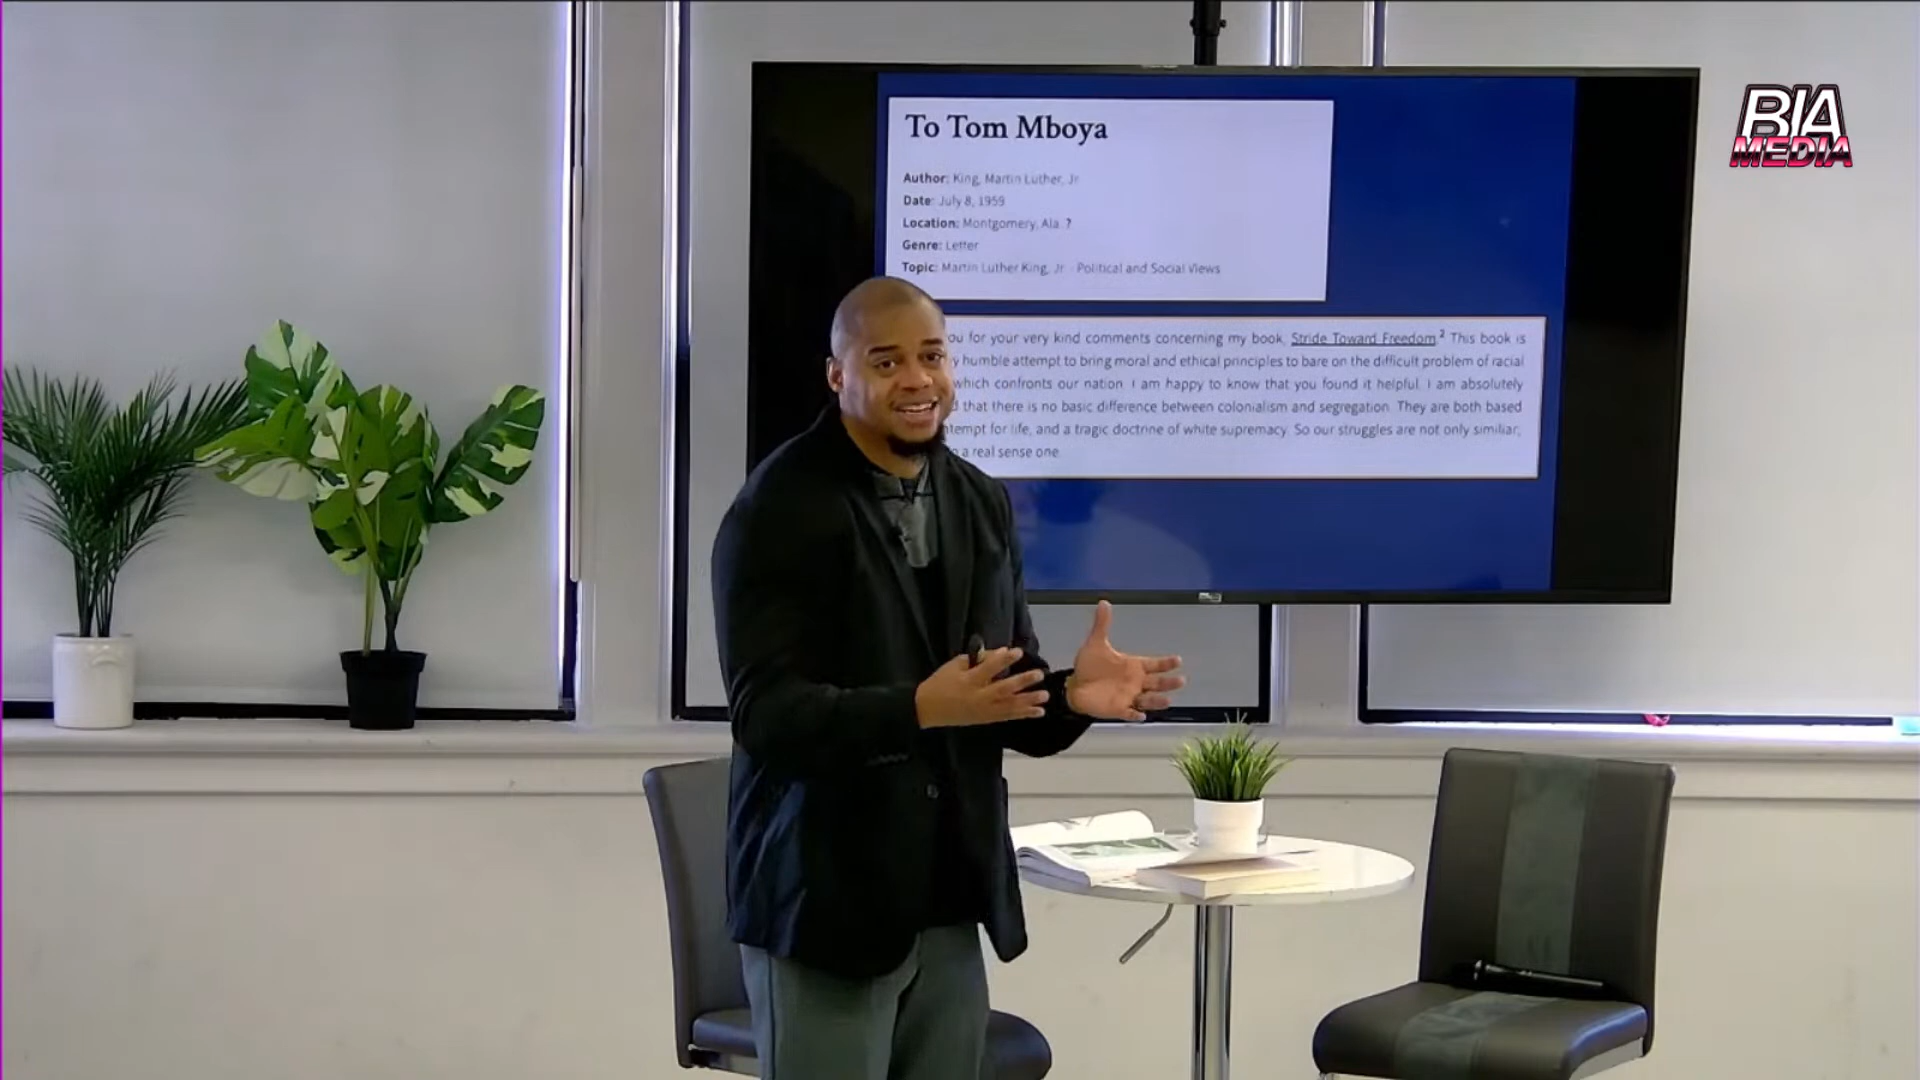 BIA
MEDIA
To Tom Mboya
Author: King, Martin Luther, Jr
Date: July 8, 1959
Location: Montgomery, Ala. ?
Genre: Letter
Topic: Martin Luther King, Jr. - Political and Social Views
for your very kind comments concerning my book, Stride Toward Freedom.2 This book is
humble attempt to bring moral and ethical principles to bare on the difficult problem of racial
which confronts our nation. I am happy to know that you found it helpful. I am absolutely
that there is no basic difference between colonialism and segregation. They are both based
for life, and a tragic doctrine of white supremacy. So our struggles are not only similiar;
a real sense one.